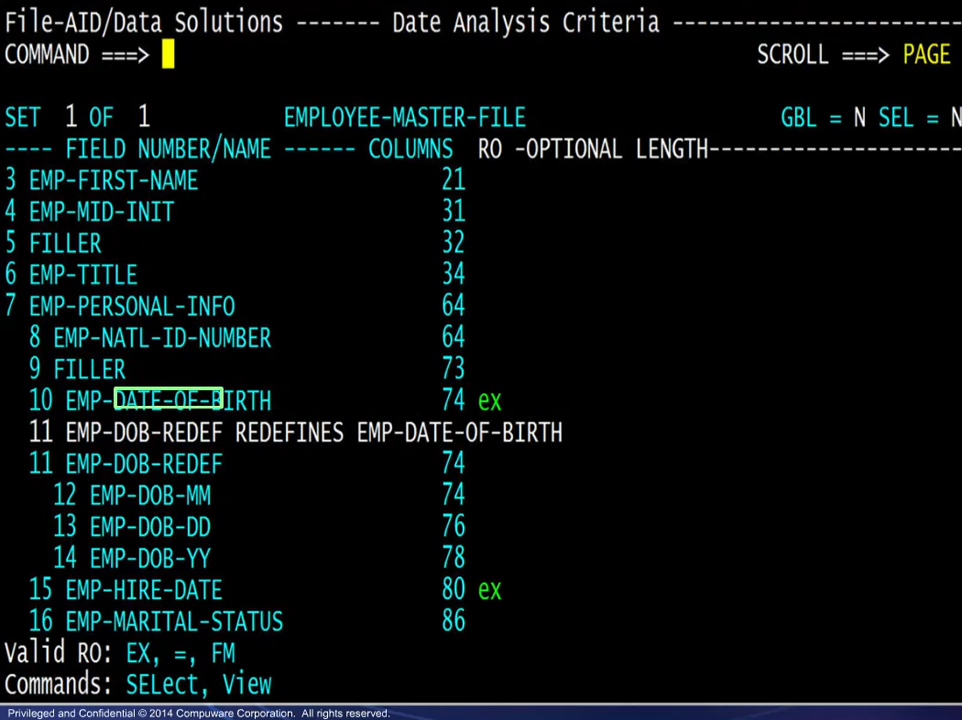 File-AID/Data Solutions ------- Date Analysis Criteria ------------------------
COMMAND ===> SCROLL ===> PAGE
SET 1 OF 1 EMPLOYEE-MASTER-FILE GBL = N SEL = N
---- FIELD NUMBER/NAME ------ COLUMNS RO -OPTIONAL LENGTH---------------------
3 EMP-FIRST-NAME 21
4 EMP-MID-INIT 31
5 FILLER 32
6 EMP-TITLE 34
7 EMP-PERSONAL-INFO 64
8 EMP-NATL-ID-NUMBER 64
9 FILLER 73
10 EMP-DATE-OF-BIRTH 74 ex
11 EMP-DOB-REDEF REDEFINES EMP-DATE-OF-BIRTH
11 EMP-DOB-REDEF 74
12 EMP-DOB-MM 74
13 EMP-DOB-DD 76
14 EMP-DOB-YY 78
15 EMP-HIRE-DATE 80 ex
16 EMP-MARITAL-STATUS 86
Valid RO: EX, =, FM
Commands: SELect, View
Privileged and Confidential © 2014 Compuware Corporation. All rights reserved.